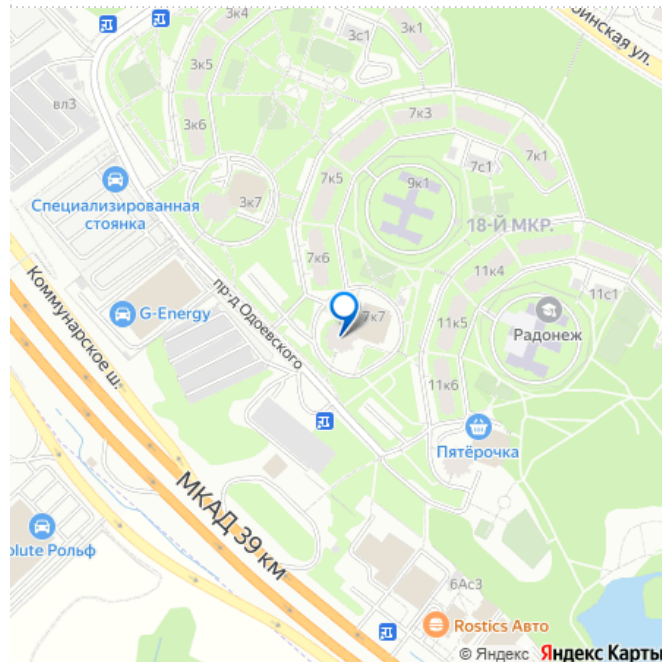 3к4
3с1
3к1
бинская ул.
3к5
вл3
3к6
7к3
7с1
7к1
Специализированная
стоянка
3к7
7к5
9к1
18-Й МКР.
7к6
11к4
11с1
Коммунарское ш.
G-Energy
пр-д Одоевского
7к7
11к5
Радонеж
11к6
Пятёрочка
МКАД 39 км
olute Рольф
6Ас3
Rostics Авто
© Яндекс Яндекс Карты